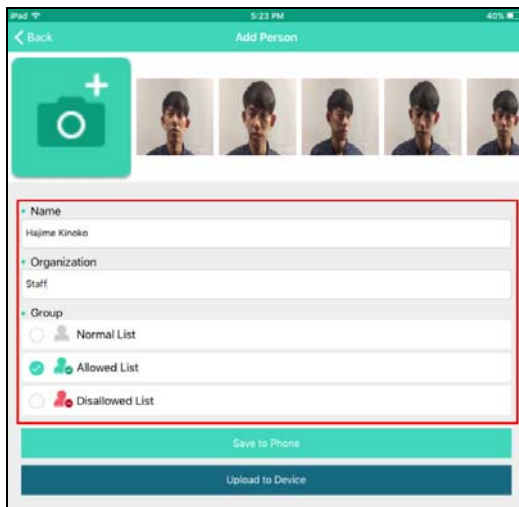 iPad
5:23 PM
40%
Back
Add Person
Name
Hajime Kinoko
Organization
Staff
Group
Normal List
Allowed List
Disallowed List
Save to Phone
Upload to Device